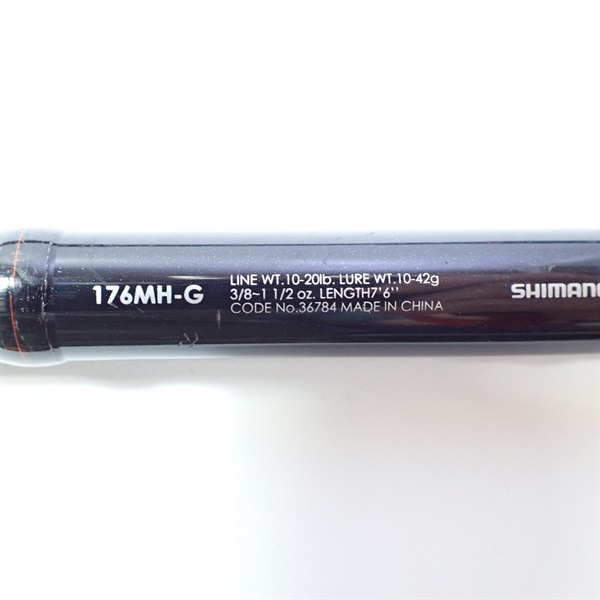 176MH-G
LINE WT.10-20lb. LURE WT.10-42g
3/8~1 1/2 oz. LENGTH7'6''
CODE No.36784 MADE IN CHINA
SHIMANO